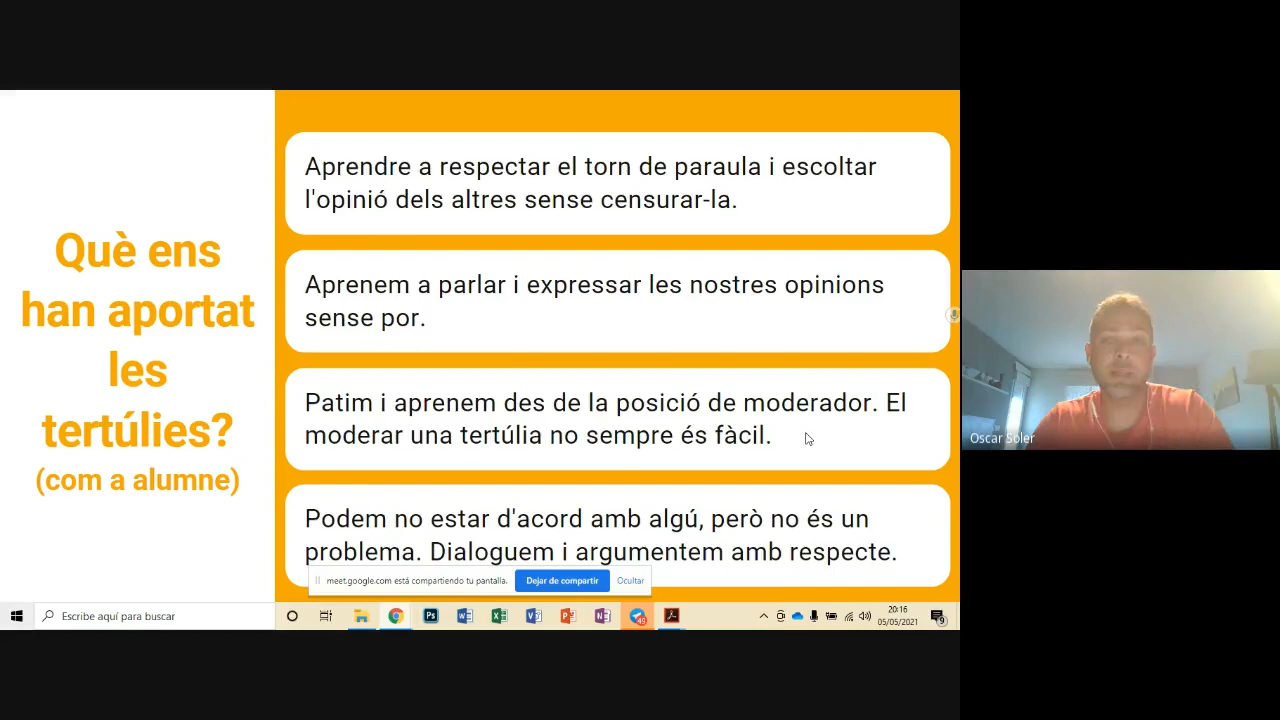 Què ens
han aportat
les
tertúlies?
(com a alumne)
Aprendre a respectar el torn de paraula i escoltar
l'opinió dels altres sense censurar-la.
Aprenem a parlar i expressar les nostres opinions
sense por.
Patim i aprenem des de la posició de moderador. El
moderar una tertúlia no sempre és fàcil.
Podem no estar d'acord amb algú, però no és un
problema. Dialoguem i argumentem amb respecte.
meet.google.com está compartiendo tu pantalla.
Dejar de compartir
Ocultar
Oscar Soler
Escribe aquí para buscar
Ps
49
20:16
05/05/2021
9